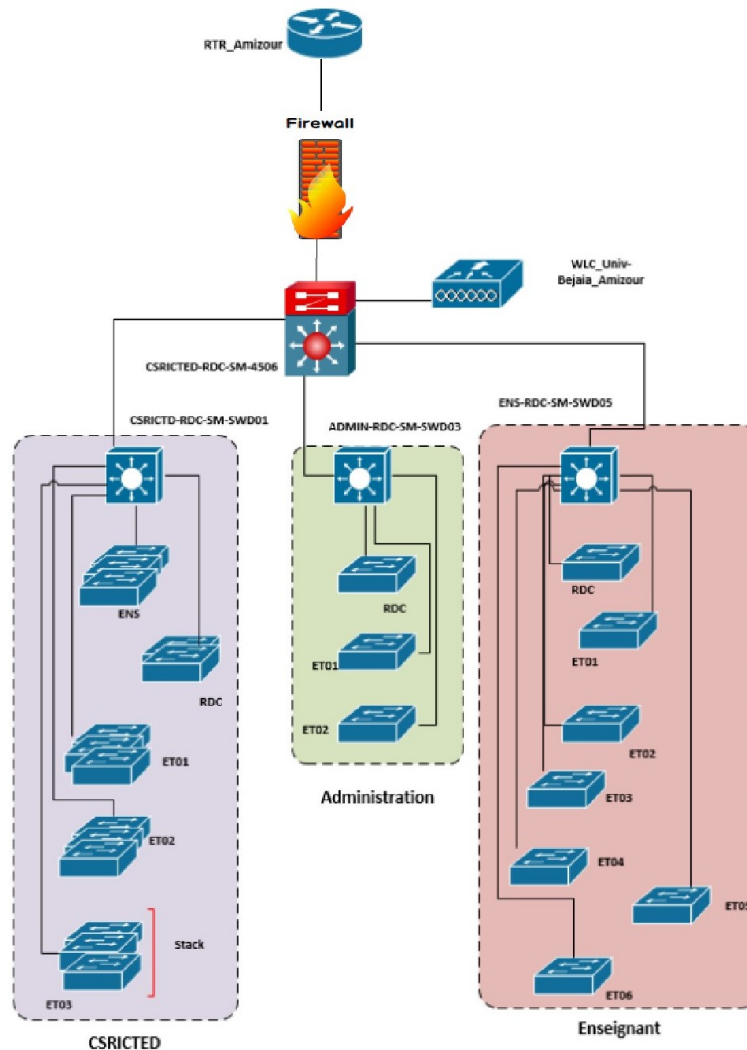 RTR_Amizour
Firewall
WLC_Univ-
Bejaia_Amizour
CSRICTED-RDC-SM-4506
CSRICTD-RDC-SM-SWD01
ADMIN-RDC-SM-SWD03
ENS-RDC-SM-SWD05
ENS
RDC
ET01
ET02
Stack
ET03
CSRICTED
RDC
ET01
ET02
Administration
RDC
ET01
ET02
ET03
ET04
ET05
ET06
Enseignant